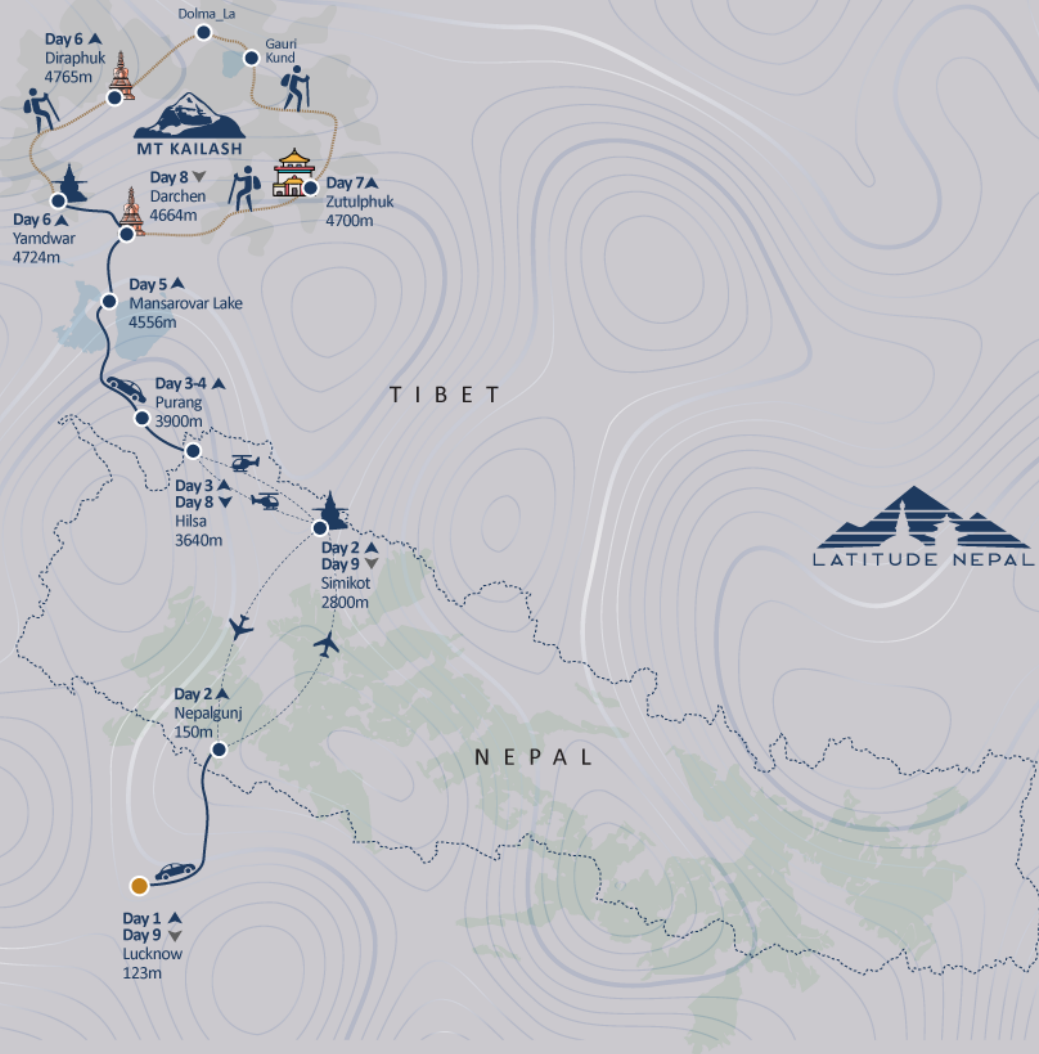 Dolma_La
Day 6
Diraphuk
4765m
Gauri
Kund
MT KAILASH
Day 8
Darchen
4664m
Day 7
Zutulphuk
4700m
Day 6
Yamdwar
4724m
Day 5
Mansarovar Lake
4556m
Day 3-4
Purang
3900m
TIBET
Day 3
Day 8
Hilsa
3640m
Day 2
Day 9
Simikot
2800m
LATITUDE NEPAL
Day 2
Nepalgunj
150m
NEPAL
Day 1
Day 9
Lucknow
123m